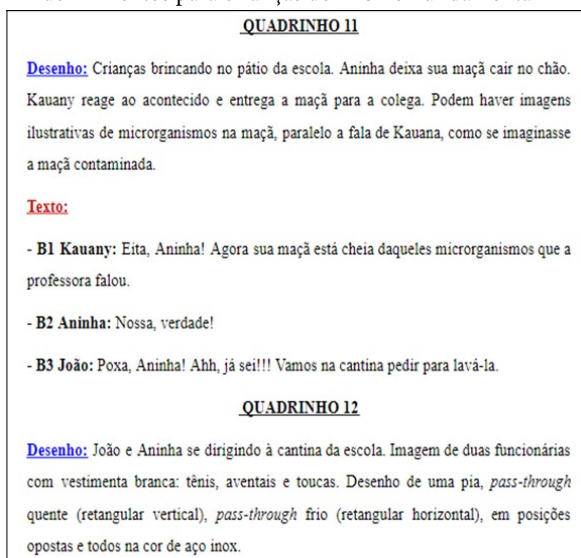 QUADRINHO 11
Desenho: Crianças brincando no pátio da escola. Aninha deixa sua maçã cair no chão.
Kauany reage ao acontecido e entrega a maçã para a colega. Podem haver imagens
ilustrativas de microrganismos na maçã, paralelo a fala de Kauana, como se imaginasse
a maçã contaminada.
Texto:
- B1 Kauany: Eita, Aninha! Agora sua maçã está cheia daqueles microrganismos que a
professora falou.
- B2 Aninha: Nossa, verdade!
- B3 João: Poxa, Aninha! Ahh, já sei!!! Vamos na cantina pedir para lavá-la.
QUADRINHO 12
Desenho: João e Aninha se dirigindo à cantina da escola. Imagem de duas funcionárias
com vestimenta branca: tênis, aventais e toucas. Desenho de uma pia, pass-through
quente (retangular vertical), pass-through frio (retangular horizontal), em posições
opostas e todos na cor de aço inox.